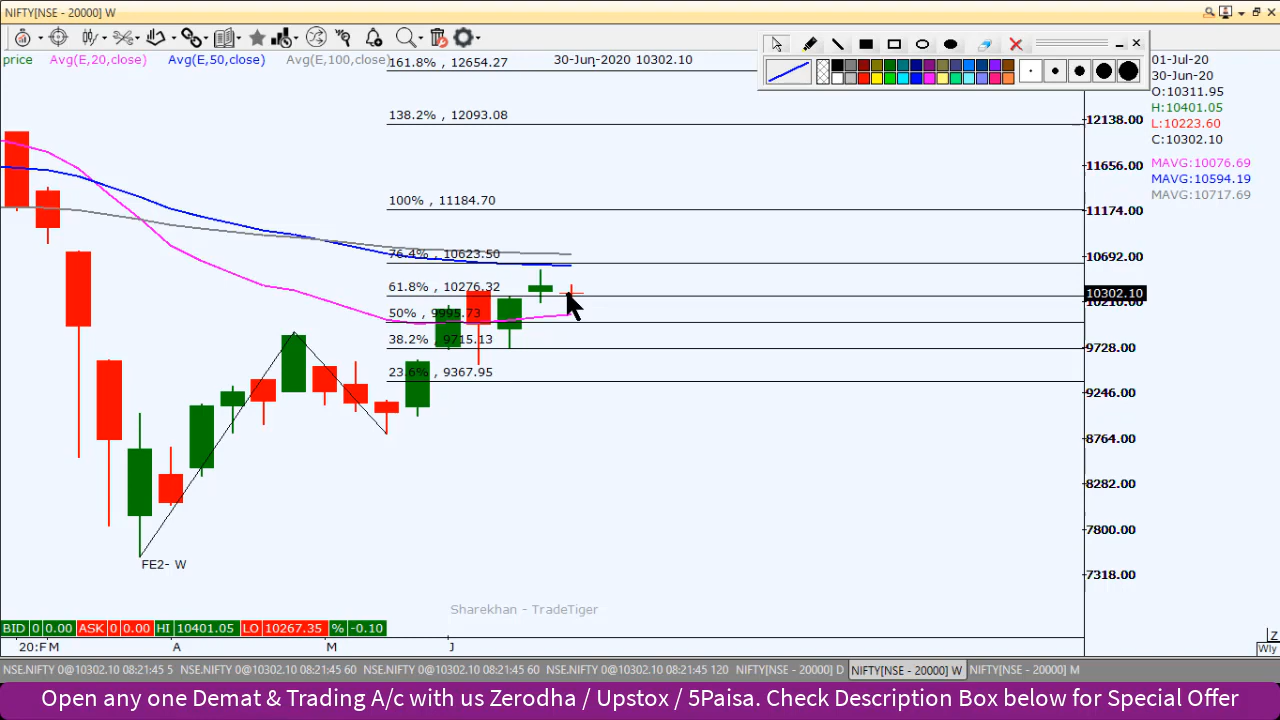 NIFTY[NSE - 20000] W
price Avg(E,20,close) Avg(E,50,close) Avg(E,100,close)
161.8% , 12654.27
30-Jun-2020 10302.10
01-Jul-20
30-Jun-20
O:10311.95
H:10401.05
L:10223.60
C:10302.10
MAVG:10076.69
MAVG:10594.19
MAVG:10717.69
138.2% , 12093.08
100% , 11184.70
76.4% , 10623.50
61.8% , 10276.32
50% , 9995.73
38.2% , 9715.13
23.6% , 9367.95
12138.00
11656.00
11174.00
10692.00
10302.10
10210.00
9728.00
9246.00
8764.00
8282.00
7800.00
7318.00
FE2- W
Sharekhan - TradeTiger
BID 0 0.00 ASK 0 0.00 HI 10401.05 LO 10267.35 % -0.10
20:F M A M J
Z
Wly
NSE.NIFTY 0@10302.10 08:21:45 5 NSE.NIFTY 0@10302.10 08:21:45 60 NSE.NIFTY 0@10302.10 08:21:45 60 NSE.NIFTY 0@10302.10 08:21:45 120 NIFTY[NSE - 20000] D NIFTY[NSE - 20000] W NIFTY[NSE - 20000] M
Open any one Demat & Trading A/c with us Zerodha / Upstox / 5Paisa. Check Description Box below for Special Offer